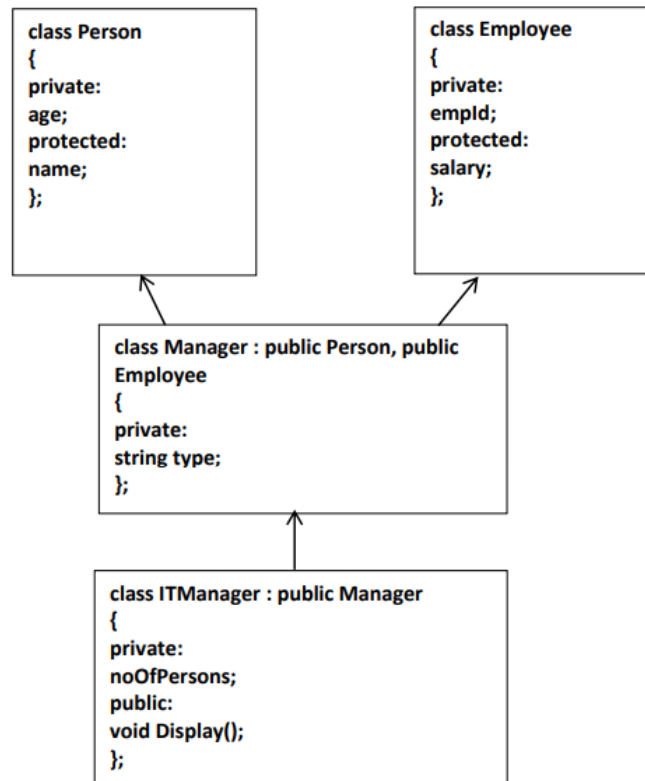 class Person
{
private:
age;
protected:
name;
};
class Employee
{
private:
empId;
protected:
salary;
};
class Manager : public Person, public
Employee
{
private:
string type;
};
class ITManager : public Manager
{
private:
noOfPersons;
public:
void Display();
};